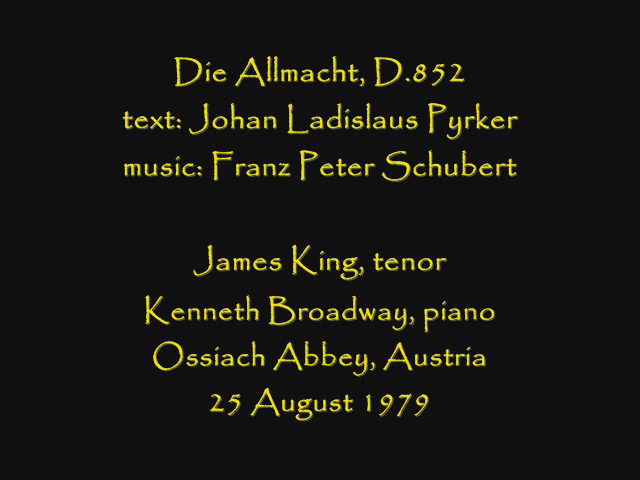 Die Allmacht, D.852
text: Johan Ladislaus Pyrker
music: Franz Peter Schubert
James King, tenor
Kenneth Broadway, piano
Ossiach Abbey, Austria
25 August 1979